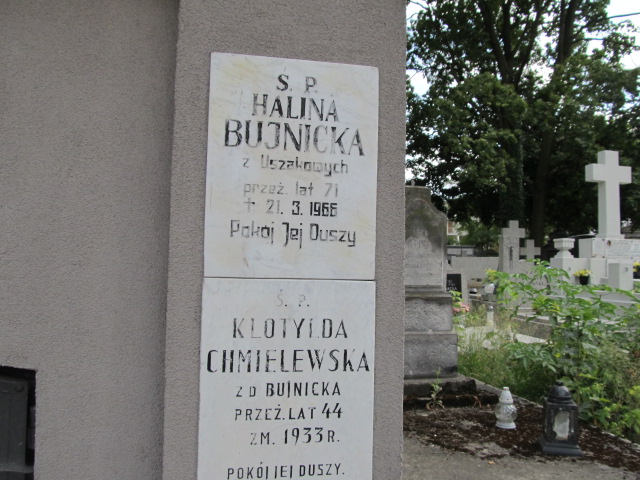 Ś. P.
HALINA
BUJNICKA
z Uszakowych
przeż. lat 71
† 21. 3. 1966
Pokój Jej Duszy
Ś. P.
KLOTYLDA
CHMIELEWSKA
Z D BUJNICKA
PRZEŻ. LAT 44
ZM. 1933 R.
POKÓJ JEJ DUSZY.